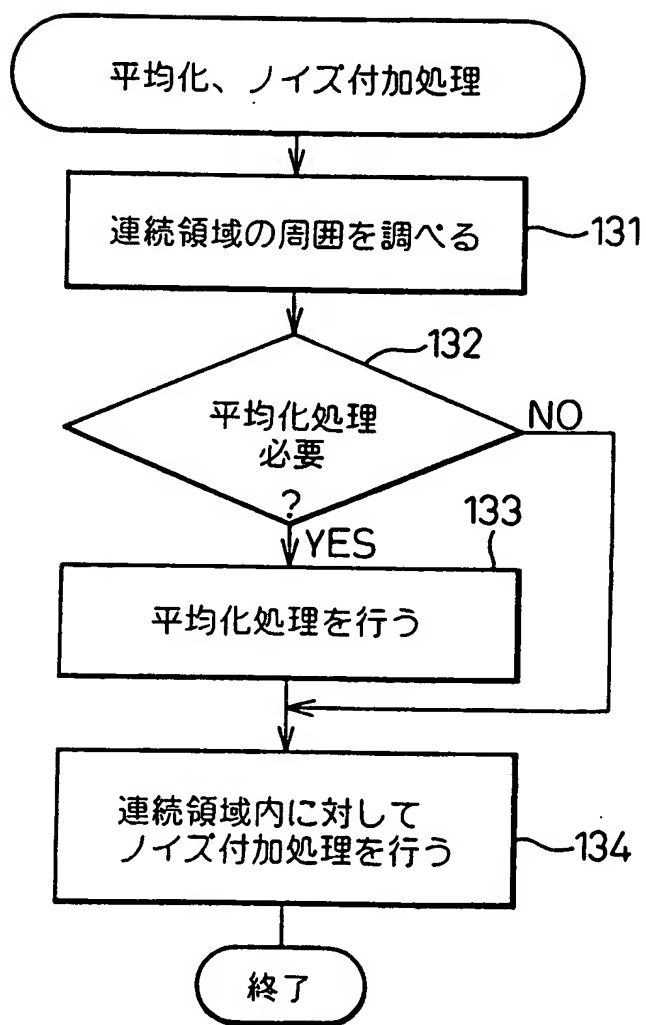 平均化、ノイズ付加処理
連続領域の周囲を調べる
131
132
平均化処理
必要
?
NO
YES
133
平均化処理を行う
連続領域内に対して
ノイズ付加処理を行う
134
終了